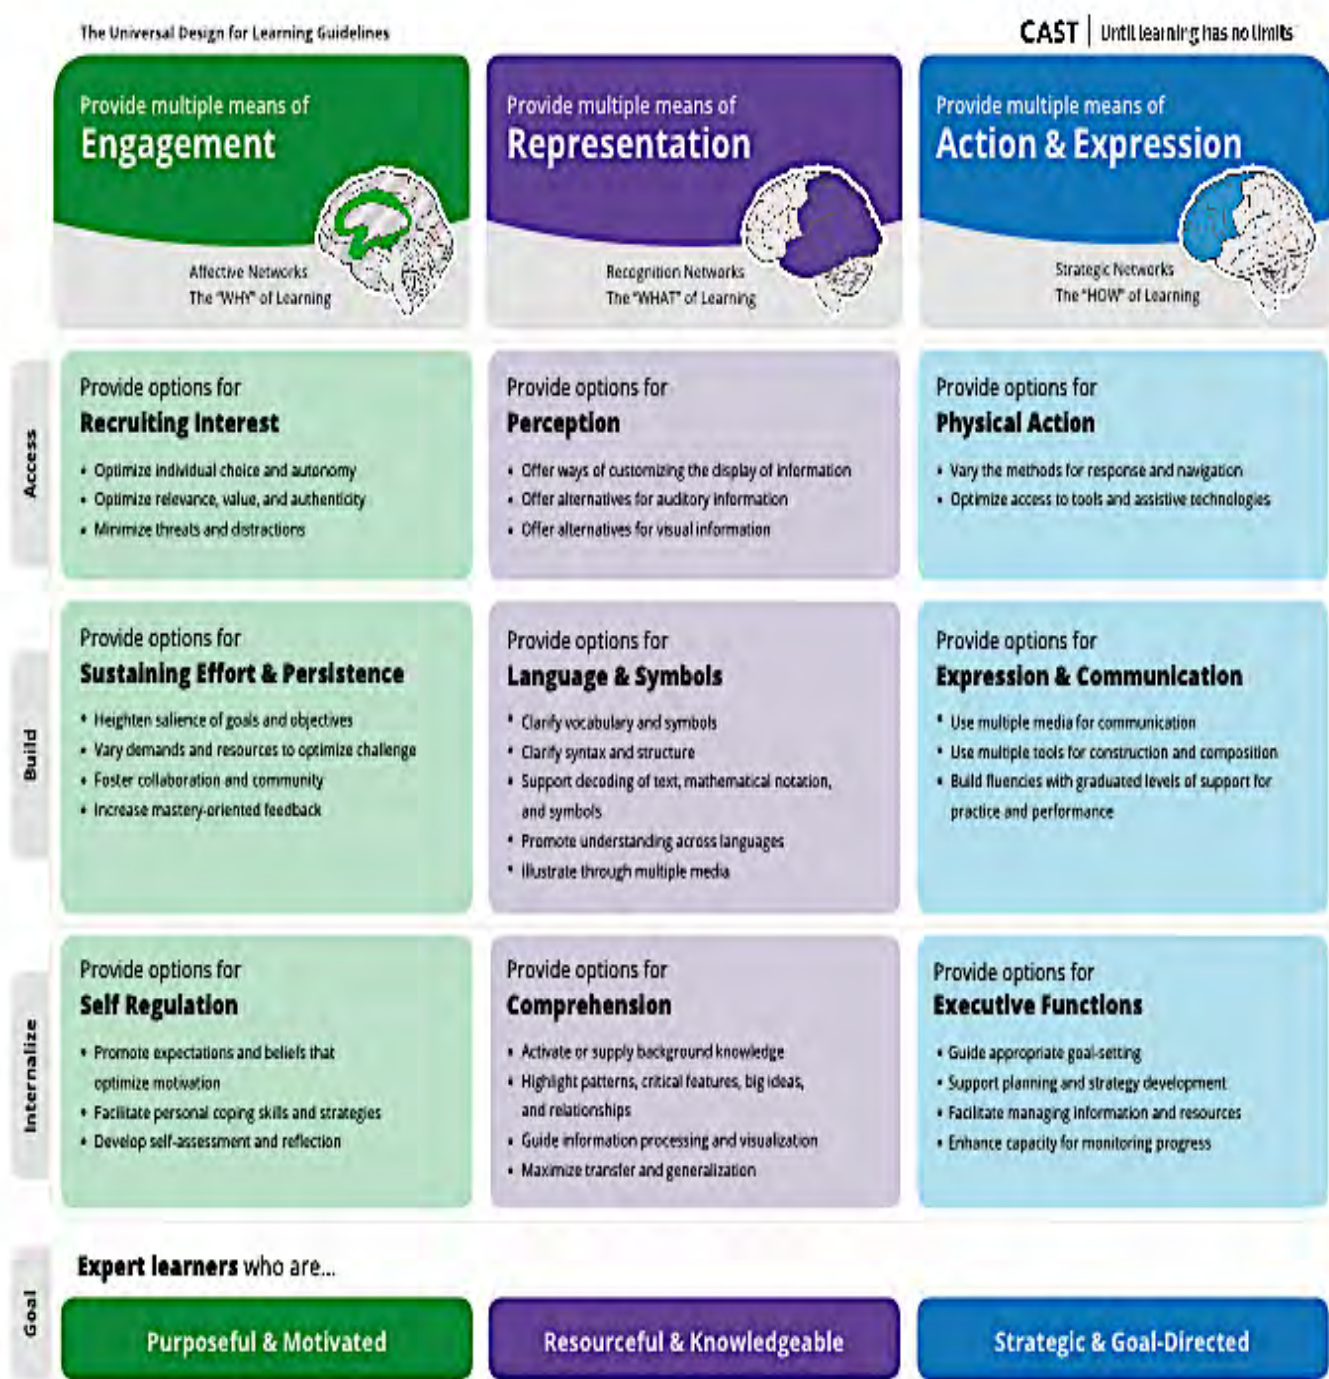 The Universal Design for Learning Guidelines
CAST | Until learning has no limits
Provide multiple means of
Engagement
Affective Networks
The "WHY" of Learning
Provide multiple means of
Representation
Recognition Networks
The "WHAT" of Learning
Provide multiple means of
Action & Expression
Strategic Networks
The "HOW" of Learning
Access
Provide options for
Recruiting Interest
• Optimize individual choice and autonomy
• Optimize relevance, value, and authenticity
• Minimize threats and distractions
Provide options for
Perception
• Offer ways of customizing the display of information
• Offer alternatives for auditory information
• Offer alternatives for visual information
Provide options for
Physical Action
• Vary the methods for response and navigation
• Optimize access to tools and assistive technologies
Build
Provide options for
Sustaining Effort & Persistence
• Heighten salience of goals and objectives
• Vary demands and resources to optimize challenge
• Foster collaboration and community
• Increase mastery-oriented feedback
Provide options for
Language & Symbols
• Clarify vocabulary and symbols
• Clarify syntax and structure
• Support decoding of text, mathematical notation,
and symbols
• Promote understanding across languages
• Illustrate through multiple media
Provide options for
Expression & Communication
• Use multiple media for communication
• Use multiple tools for construction and composition
• Build fluencies with graduated levels of support for
practice and performance
Internalize
Provide options for
Self Regulation
• Promote expectations and beliefs that
optimize motivation
• Facilitate personal coping skills and strategies
• Develop self-assessment and reflection
Provide options for
Comprehension
• Activate or supply background knowledge
• Highlight patterns, critical features, big ideas,
and relationships
• Guide information processing and visualization
• Maximize transfer and generalization
Provide options for
Executive Functions
• Guide appropriate goal-setting
• Support planning and strategy development
• Facilitate managing information and resources
• Enhance capacity for monitoring progress
Goal
Expert learners who are...
Purposeful & Motivated
Resourceful & Knowledgeable
Strategic & Goal-Directed